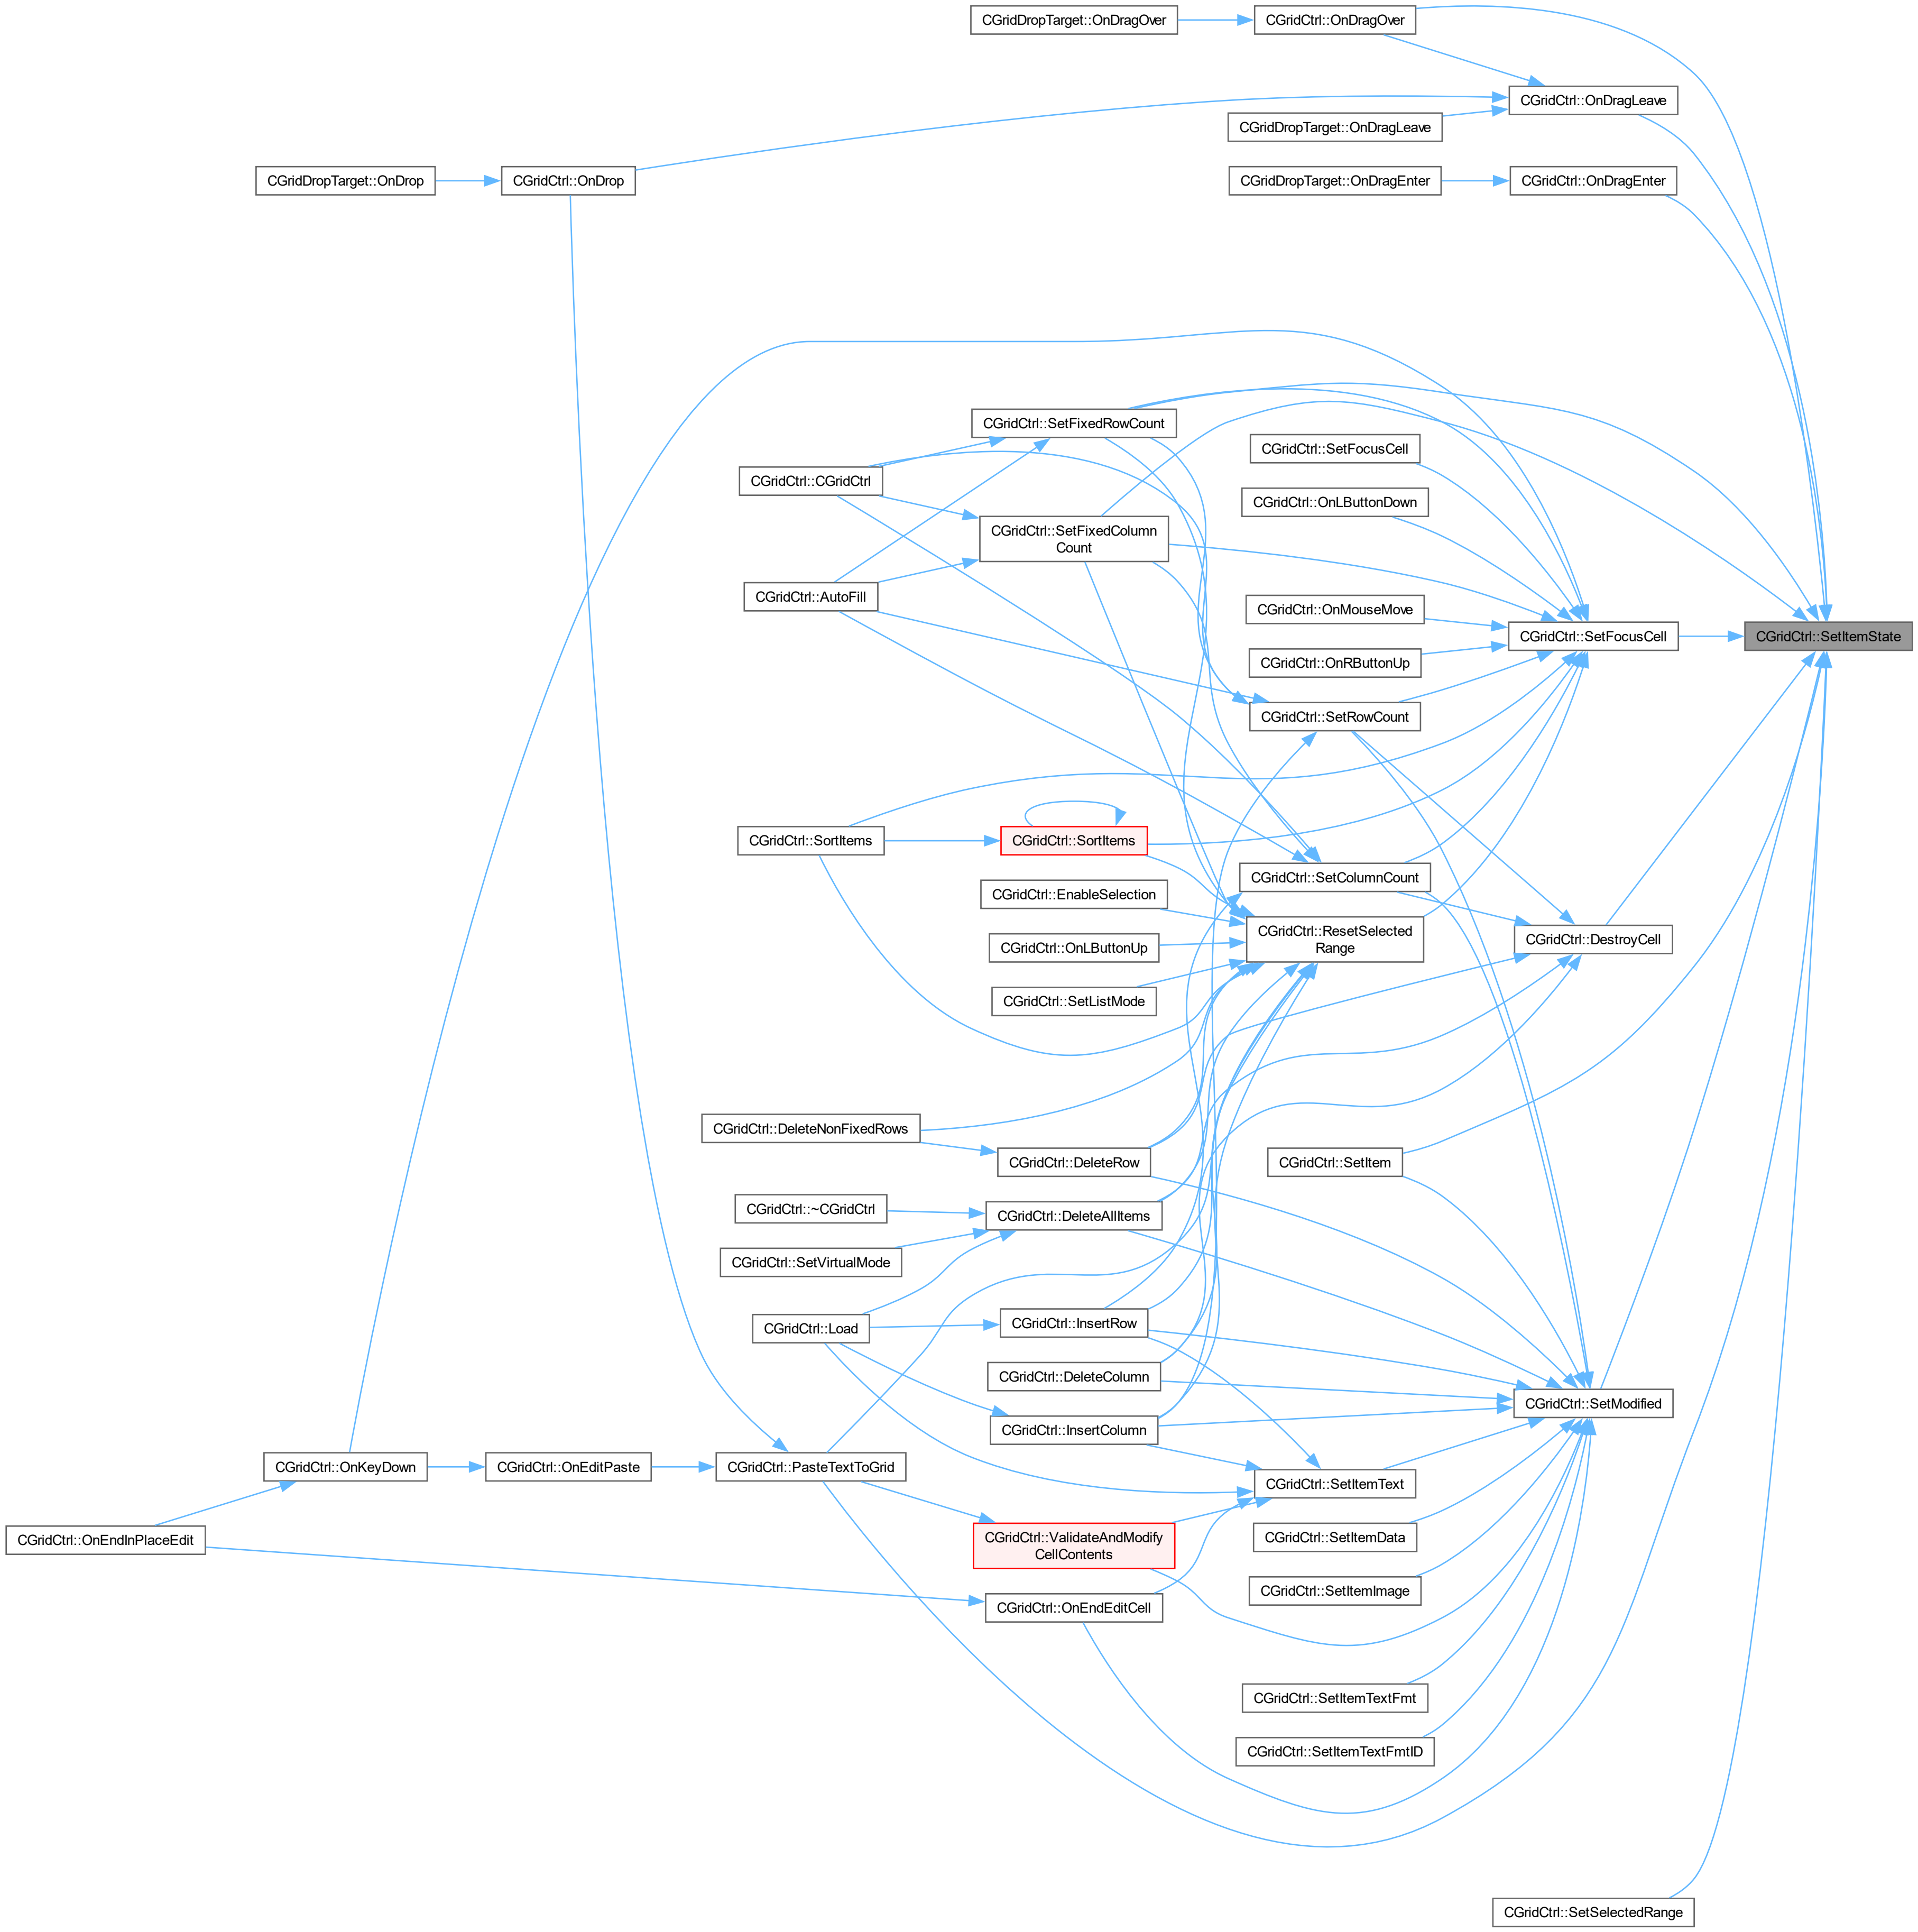 CGridDropTarget::OnDragOver
CGridCtrl::OnDragOver
CGridCtrl::OnDragLeave
CGridDropTarget::OnDragLeave
CGridDropTarget::OnDrop
CGridCtrl::OnDrop
CGridDropTarget::OnDragEnter
CGridCtrl::OnDragEnter
CGridCtrl::SetFixedRowCount
CGridCtrl::SetFocusCell
CGridCtrl::CGridCtrl
CGridCtrl::OnLButtonDown
CGridCtrl::SetFixedColumn
Count
CGridCtrl::AutoFill
CGridCtrl::OnMouseMove
CGridCtrl::SetFocusCell
CGridCtrl::SetItemState
CGridCtrl::OnRButtonUp
CGridCtrl::SetRowCount
CGridCtrl::SortItems
CGridCtrl::SortItems
CGridCtrl::SetColumnCount
CGridCtrl::EnableSelection
CGridCtrl::ResetSelected
Range
CGridCtrl::DestroyCell
CGridCtrl::OnLButtonUp
CGridCtrl::SetListMode
CGridCtrl::DeleteNonFixedRows
CGridCtrl::DeleteRow
CGridCtrl::SetItem
CGridCtrl::~CGridCtrl
CGridCtrl::DeleteAllItems
CGridCtrl::SetVirtualMode
CGridCtrl::Load
CGridCtrl::InsertRow
CGridCtrl::DeleteColumn
CGridCtrl::SetModified
CGridCtrl::InsertColumn
CGridCtrl::OnKeyDown
CGridCtrl::OnEditPaste
CGridCtrl::PasteTextToGrid
CGridCtrl::SetItemText
CGridCtrl::OnEndInPlaceEdit
CGridCtrl::ValidateAndModify
CellContents
CGridCtrl::SetItemData
CGridCtrl::SetItemImage
CGridCtrl::OnEndEditCell
CGridCtrl::SetItemTextFmt
CGridCtrl::SetItemTextFmtID
CGridCtrl::SetSelectedRange